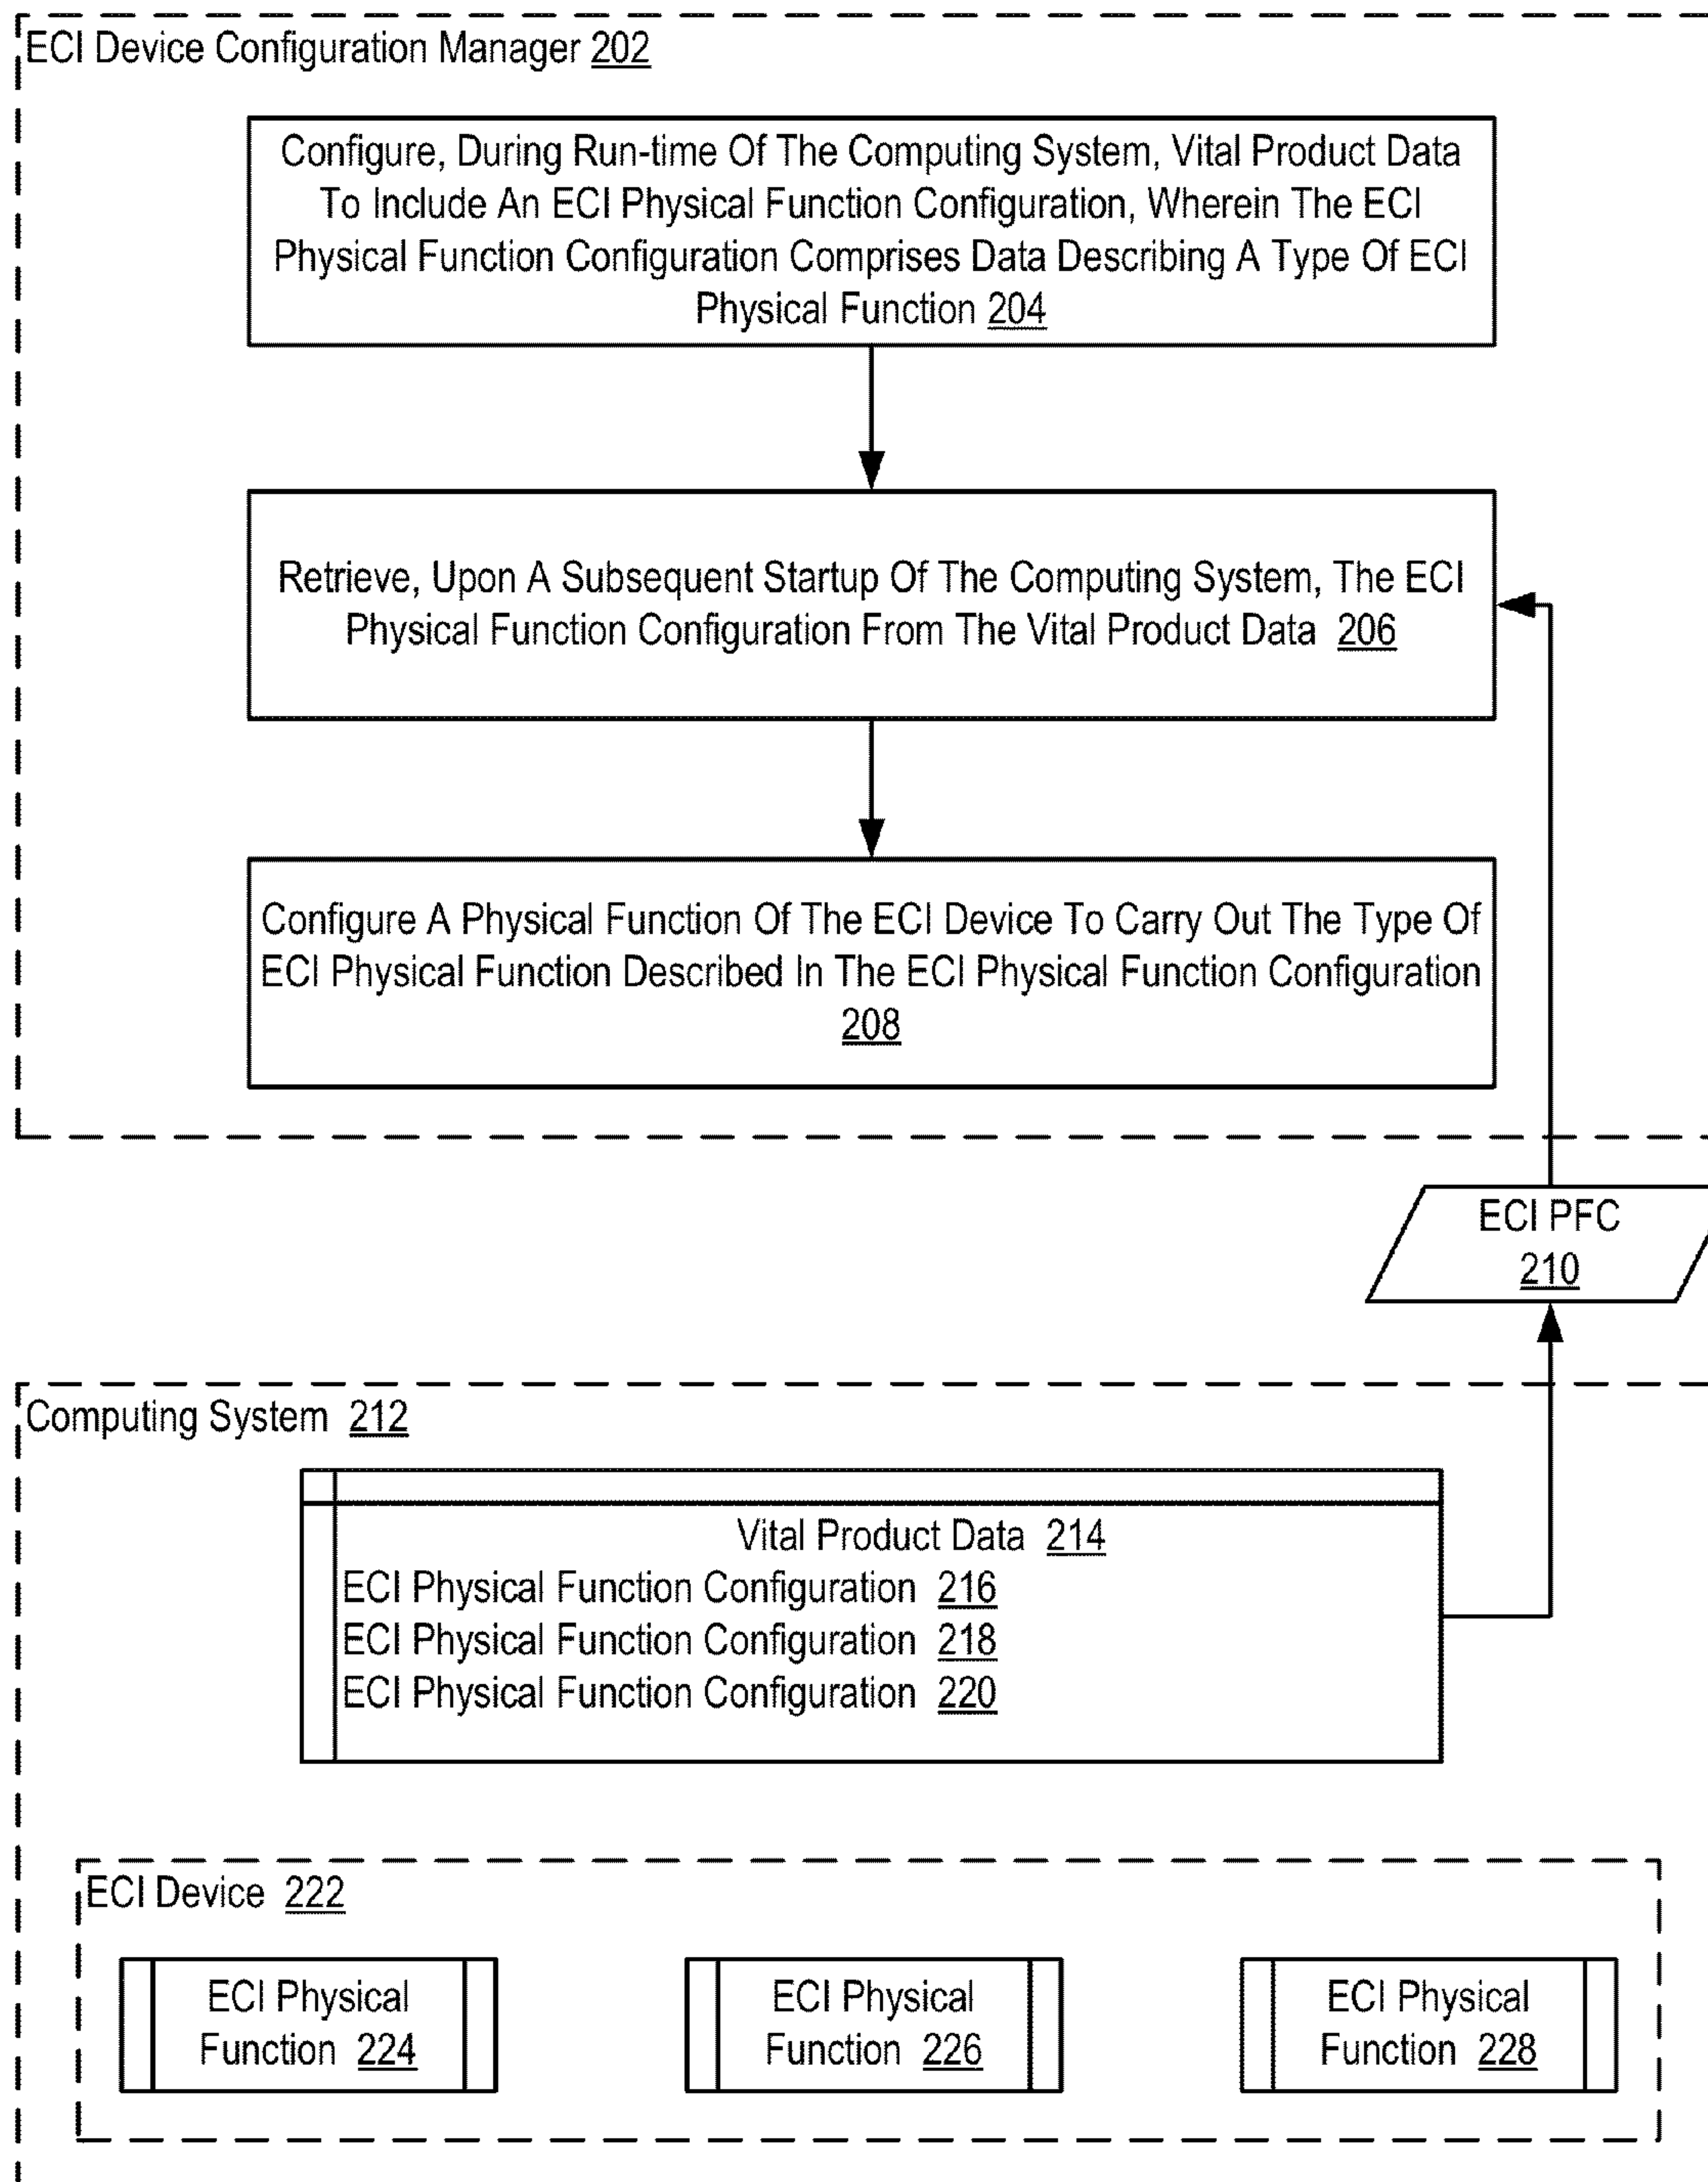 ECI Device Configuration Manager 202
Configure, During Run-time Of The Computing System, Vital Product Data
To Include An ECI Physical Function Configuration, Wherein The ECI
Physical Function Configuration Comprises Data Describing A Type Of ECI
Physical Function 204
Retrieve, Upon A Subsequent Startup Of The Computing System, The ECI
Physical Function Configuration From The Vital Product Data 206
Configure A Physical Function Of The ECI Device To Carry Out The Type Of
ECI Physical Function Described In The ECI Physical Function Configuration
208
ECI PFC
210
Computing System 212
Vital Product Data 214
ECI Physical Function Configuration 216
ECI Physical Function Configuration 218
ECI Physical Function Configuration 220
ECI Device 222
ECI Physical
Function 224
ECI Physical
Function 226
ECI Physical
Function 228